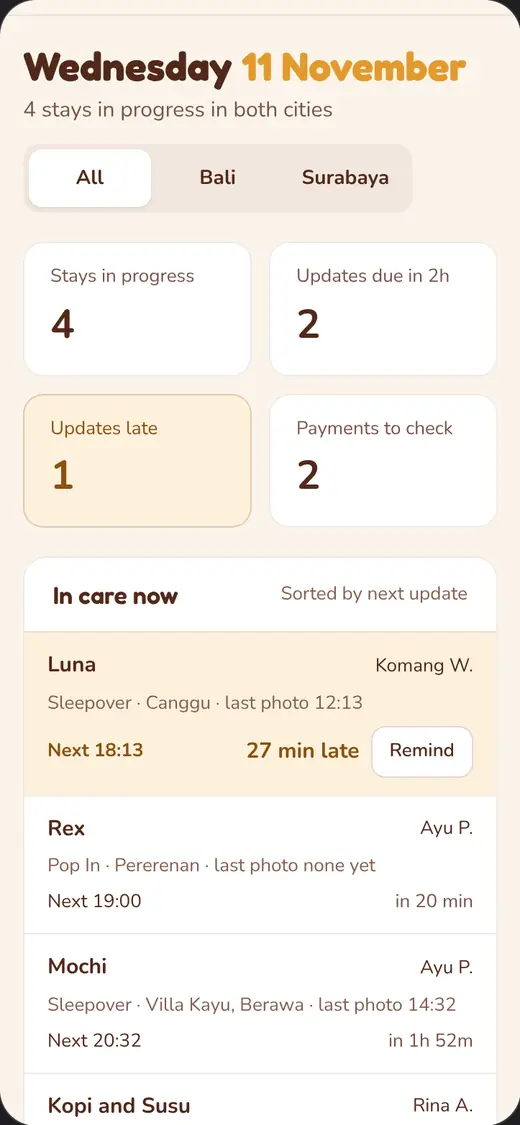 Wednesday 11 November
4 stays in progress in both cities
All Bali Surabaya
Stays in progress
4
Updates due in 2h
2
Updates late
1
Payments to check
2
In care now Sorted by next update
Luna Komang W.
Sleepover · Canggu · last photo 12:13
Next 18:13 27 min late Remind
Rex Ayu P.
Pop In · Pererenan · last photo none yet
Next 19:00 in 20 min
Mochi Ayu P.
Sleepover · Villa Kayu, Berawa · last photo 14:32
Next 20:32 in 1h 52m
Kopi and Susu Rina A.